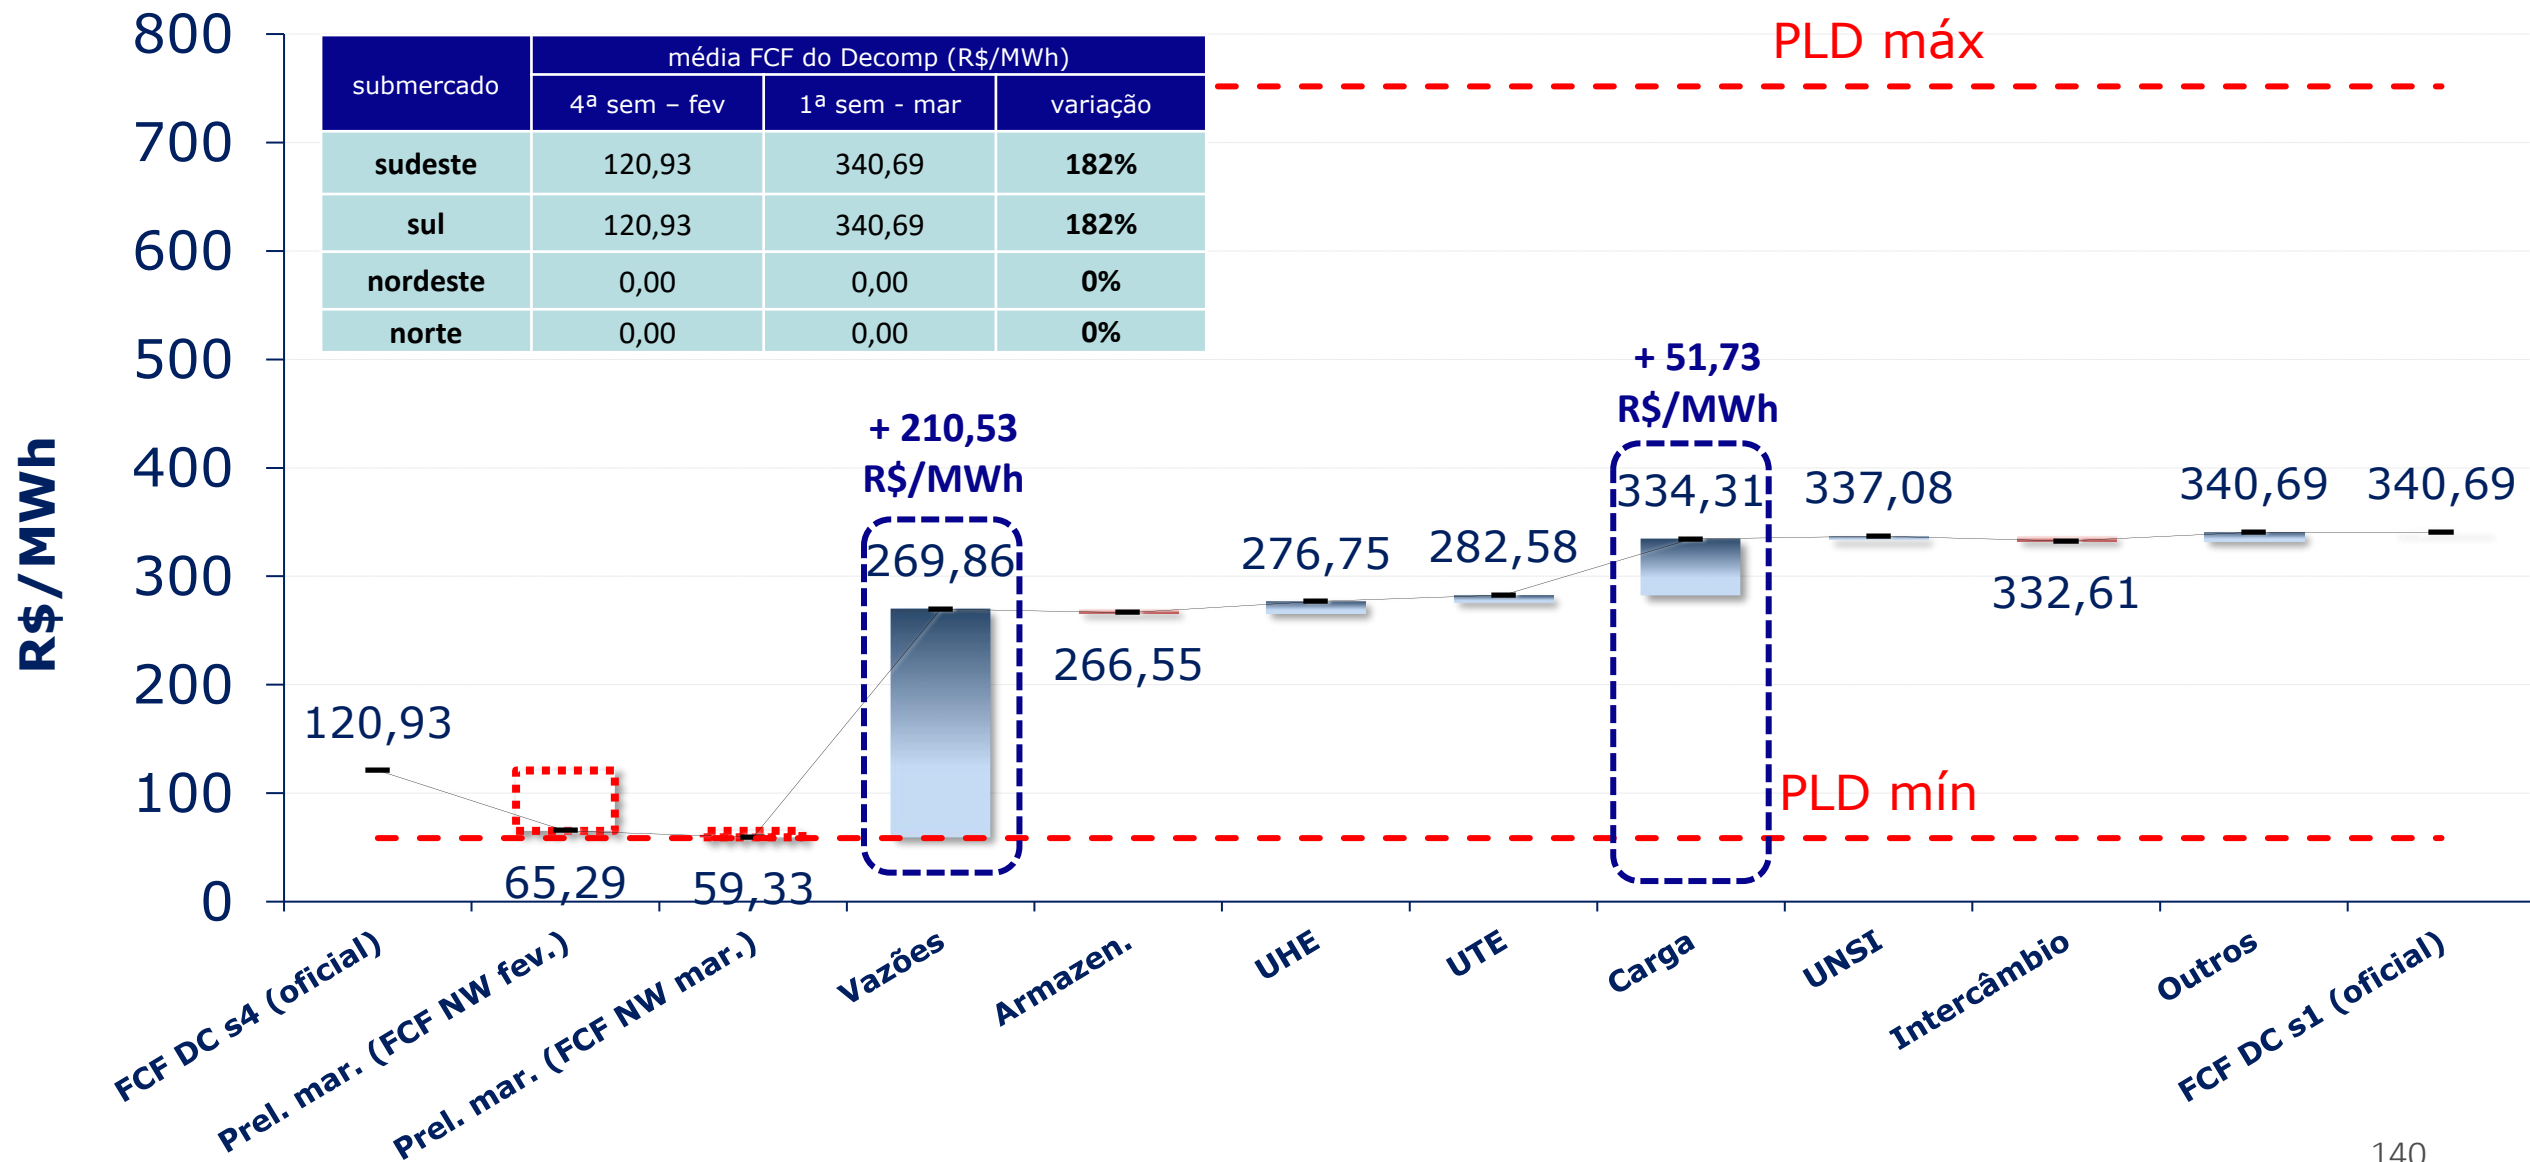 800
700
600
500
400
300
200
100
0
R$/MWh
submercado
média FCF do Decomp (R$/MWh)
4ª sem – fev 1ª sem - mar variação
sudeste 120,93 340,69 182%
sul 120,93 340,69 182%
nordeste 0,00 0,00 0%
norte 0,00 0,00 0%
PLD máx
+ 51,73
R$/MWh
+ 210,53
R$/MWh
120,93
65,29
59,33
269,86
266,55
276,75
282,58
334,31
337,08
332,61
340,69
340,69
PLD mín
FCF DC s4 (oficial)
Prel. mar. (FCF NW fev.)
Prel. mar. (FCF NW mar.)
Vazões
Armazen.
UHE
UTE
Carga
UNSI
Intercâmbio
Outros
FCF DC s1 (oficial)
140